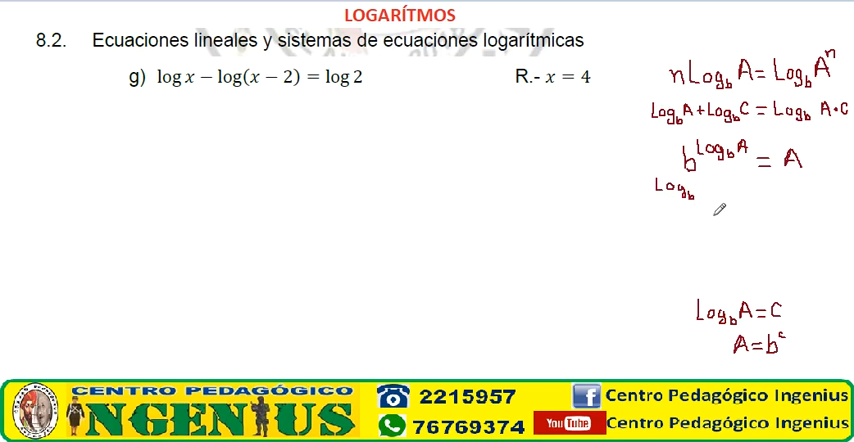 LOGARÍTMOS
8.2. Ecuaciones lineales y sistemas de ecuaciones logarítmicas
g) log x − log(x − 2) = log 2 R.- x = 4
nLog_b A = Log_b A^n
Log_b A + Log_b C = Log_b A·C
b^{Log_b A} = A
Log_b
Log_b A = C
A = b^c
CENTRO PEDAGÓGICO
INGENIUS
2215957
76769374
Centro Pedagógico Ingenius
YouTube Centro Pedagógico Ingenius